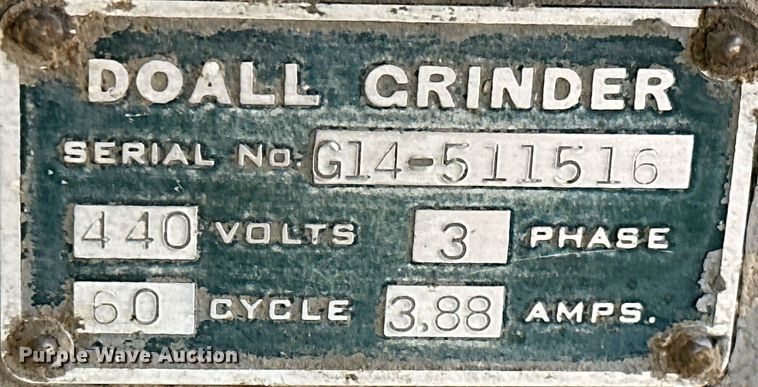 DOALL GRINDER
SERIAL NO. G14-511516
440 VOLTS 3 PHASE
60 CYCLE 3.88 AMPS.
Purple Wave Auction